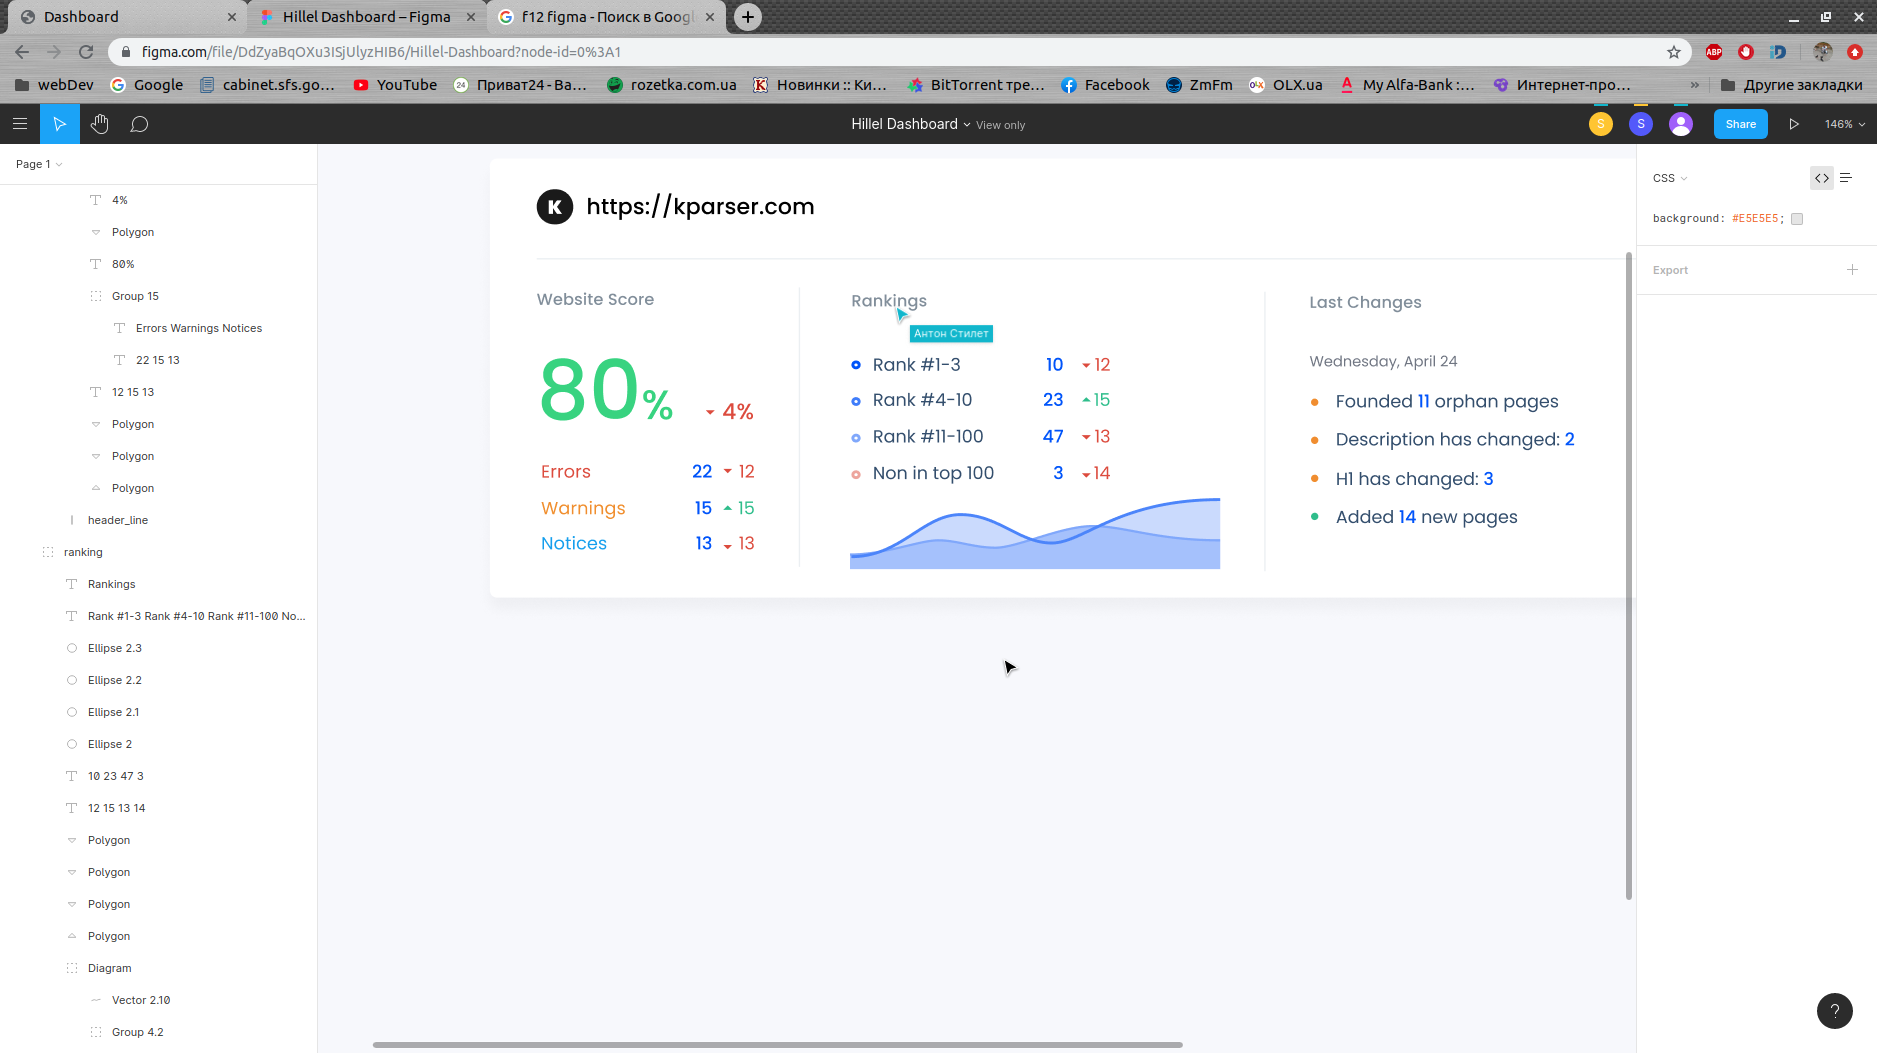 Dashboard
Hillel Dashboard – Figma
f12 figma - Поиск в Googl
figma.com/file/DdZyaBqOXu3ISjUlyzHIB6/Hillel-Dashboard?node-id=0%3A1
ABP
webDev
Google
cabinet.sfs.go…
YouTube
24
Приват24 - Ва…
rozetka.com.ua
Новинки :: Ки…
BitTorrent тре…
Facebook
ZmFm
OLX.ua
My Alfa-Bank :…
Интернет-про…
»
Другие закладки
Hillel Dashboard
View only
S
S
Share
146%
Page 1
4%
Polygon
80%
Group 15
Errors Warnings Notices
22 15 13
12 15 13
Polygon
Polygon
Polygon
header_line
ranking
Rankings
Rank #1-3 Rank #4-10 Rank #11-100 No...
Ellipse 2.3
Ellipse 2.2
Ellipse 2.1
Ellipse 2
10 23 47 3
12 15 13 14
Polygon
Polygon
Polygon
Polygon
Diagram
Vector 2.10
Group 4.2
K
https://kparser.com
Website Score
80%
4%
Errors 22 12
Warnings 15 15
Notices 13 13
Rankings
Антон Стилет
Rank #1-3 10 12
Rank #4-10 23 15
Rank #11-100 47 13
Non in top 100 3 14
Last Changes
Wednesday, April 24
Founded 11 orphan pages
Description has changed: 2
H1 has changed: 3
Added 14 new pages
CSS
background: #E5E5E5;
Export
?